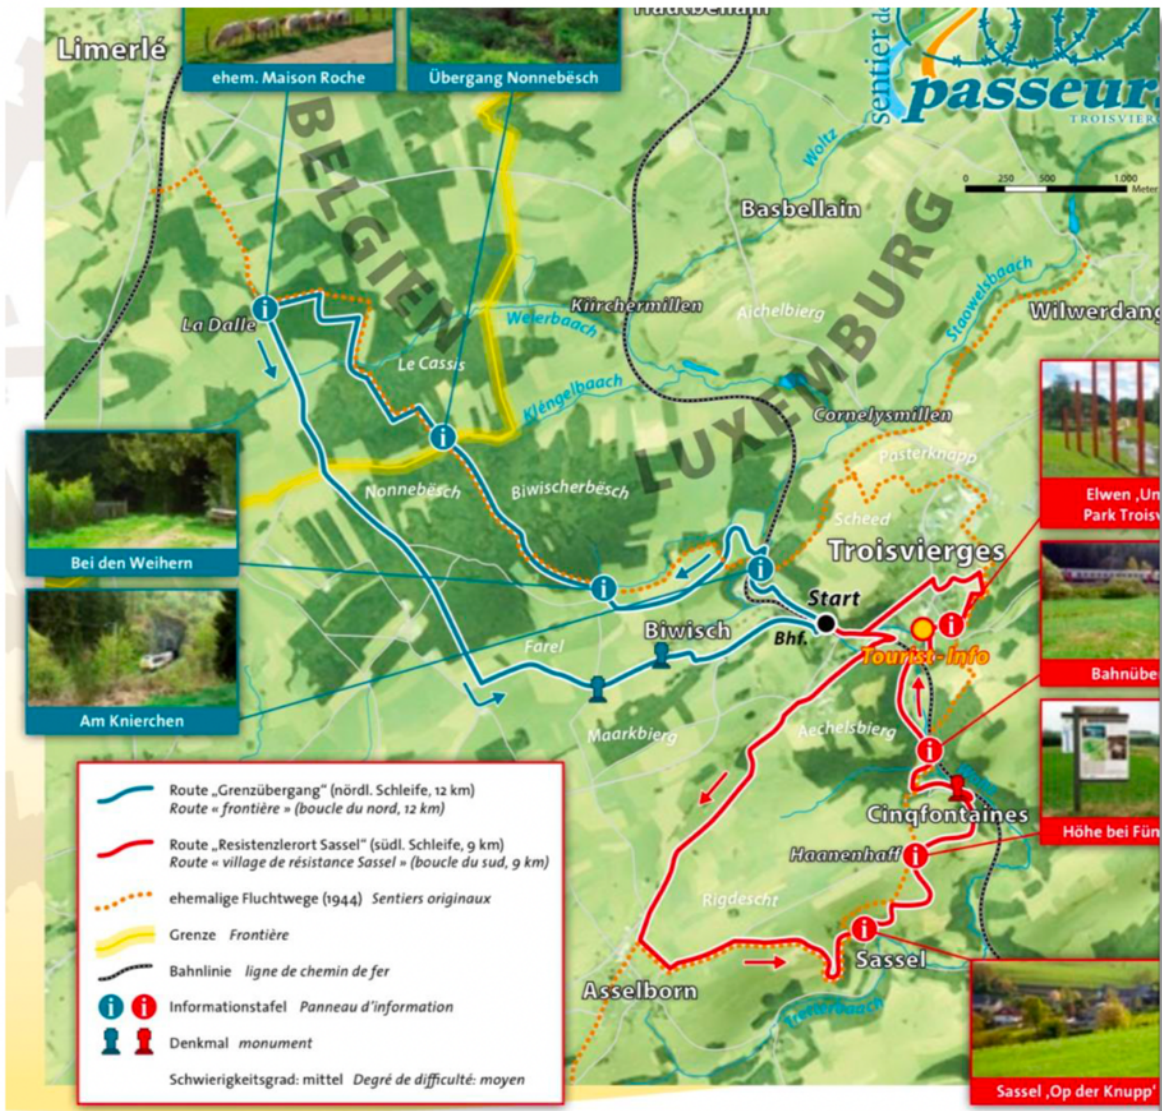 Limerlé
ehem. Maison Roche
Übergang Nonnebësch
sentier de
passeur
TROISVIERG
BELGIEN
LUXEMBURG
Woltz
0 250 500 1.000 Meter
Basbellain
Kiirchermillen
Aichelbierg
Staowelsbaach
Wilwerdang
La Dalle
Weierbaach
Le Cassis
Kléngelbaach
Cornelysmillen
Pasterknapp
Nonnebësch
Biwischerbësch
Scheed
Elwen ‚Un
Park Troisv
Troisvierges
Bei den Weihern
Start
Biwisch
Bhf.
Tourist-Info
Farel
Bahnübe
Am Knierchen
Maarkbierg
Aechelsbierg
Woltz
Cinqfontaines
Höhe bei Fün
Haanenhaff
Rigdescht
Sassel
Asselborn
Sassel ‚Op der Knupp'
Route „Grenzübergang" (nördl. Schleife, 12 km)
Route « frontière » (boucle du nord, 12 km)
Route „Resistenzlerort Sassel" (südl. Schleife, 9 km)
Route « village de résistance Sassel » (boucle du sud, 9 km)
ehemalige Fluchtwege (1944) Sentiers originaux
Grenze Frontière
Bahnlinie ligne de chemin de fer
Informationstafel Panneau d'information
Denkmal monument
Schwierigkeitsgrad: mittel Degré de difficulté: moyen